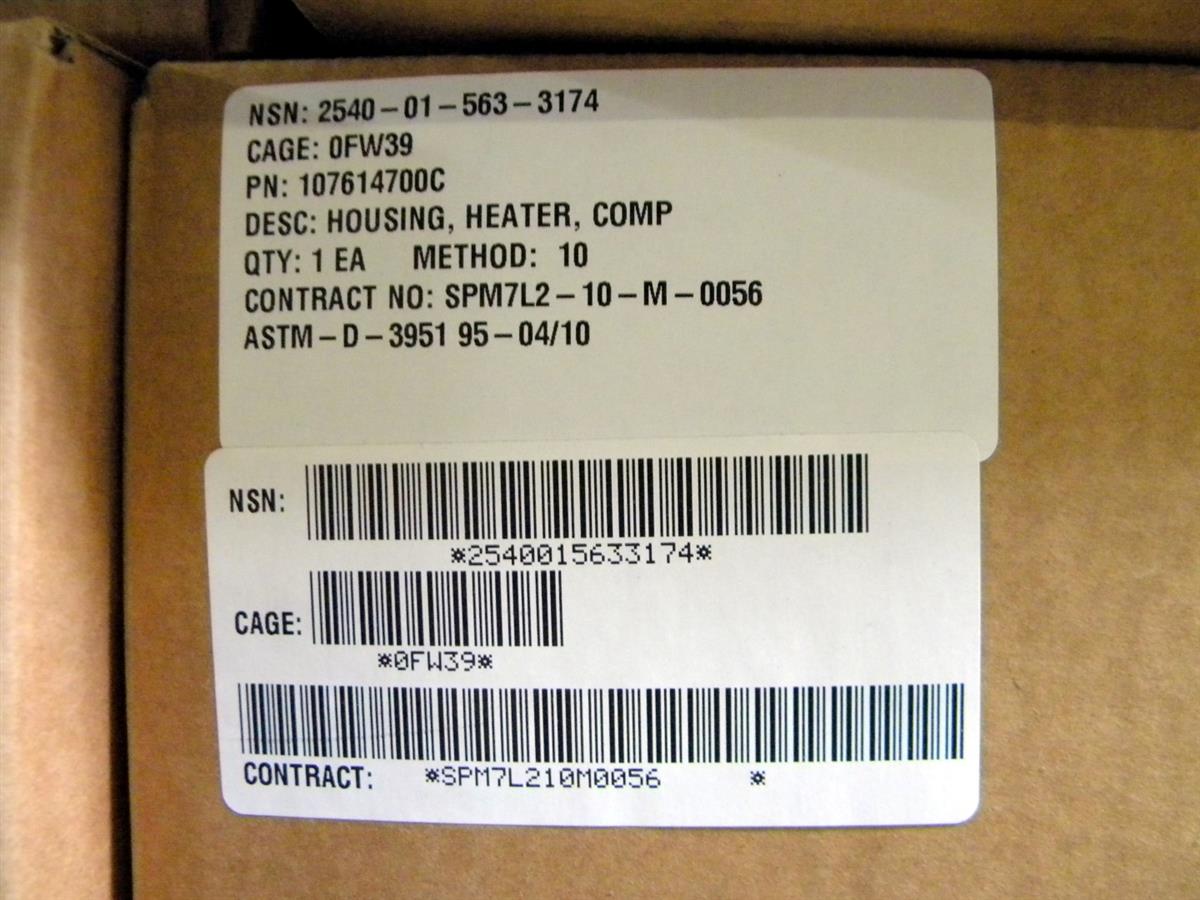 NSN: 2540-01-563-3174
CAGE: 0FW39
PN: 107614700C
DESC: HOUSING, HEATER, COMP
QTY: 1 EA METHOD: 10
CONTRACT NO: SPM7L2-10-M-0056
ASTM-D-3951 95-04/10
NSN:
*2540015633174*
CAGE:
*0FW39*
CONTRACT: *SPM7L210M0056 *